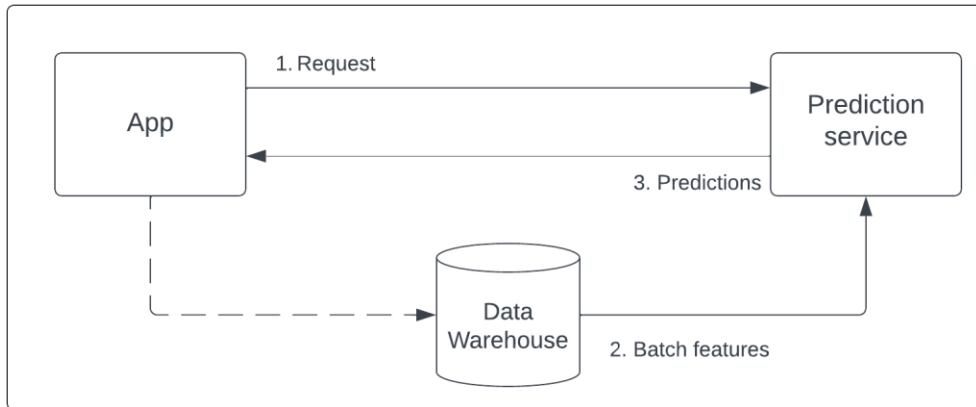 1. Request
App
Prediction
service
3. Predictions
Data
Warehouse
2. Batch features